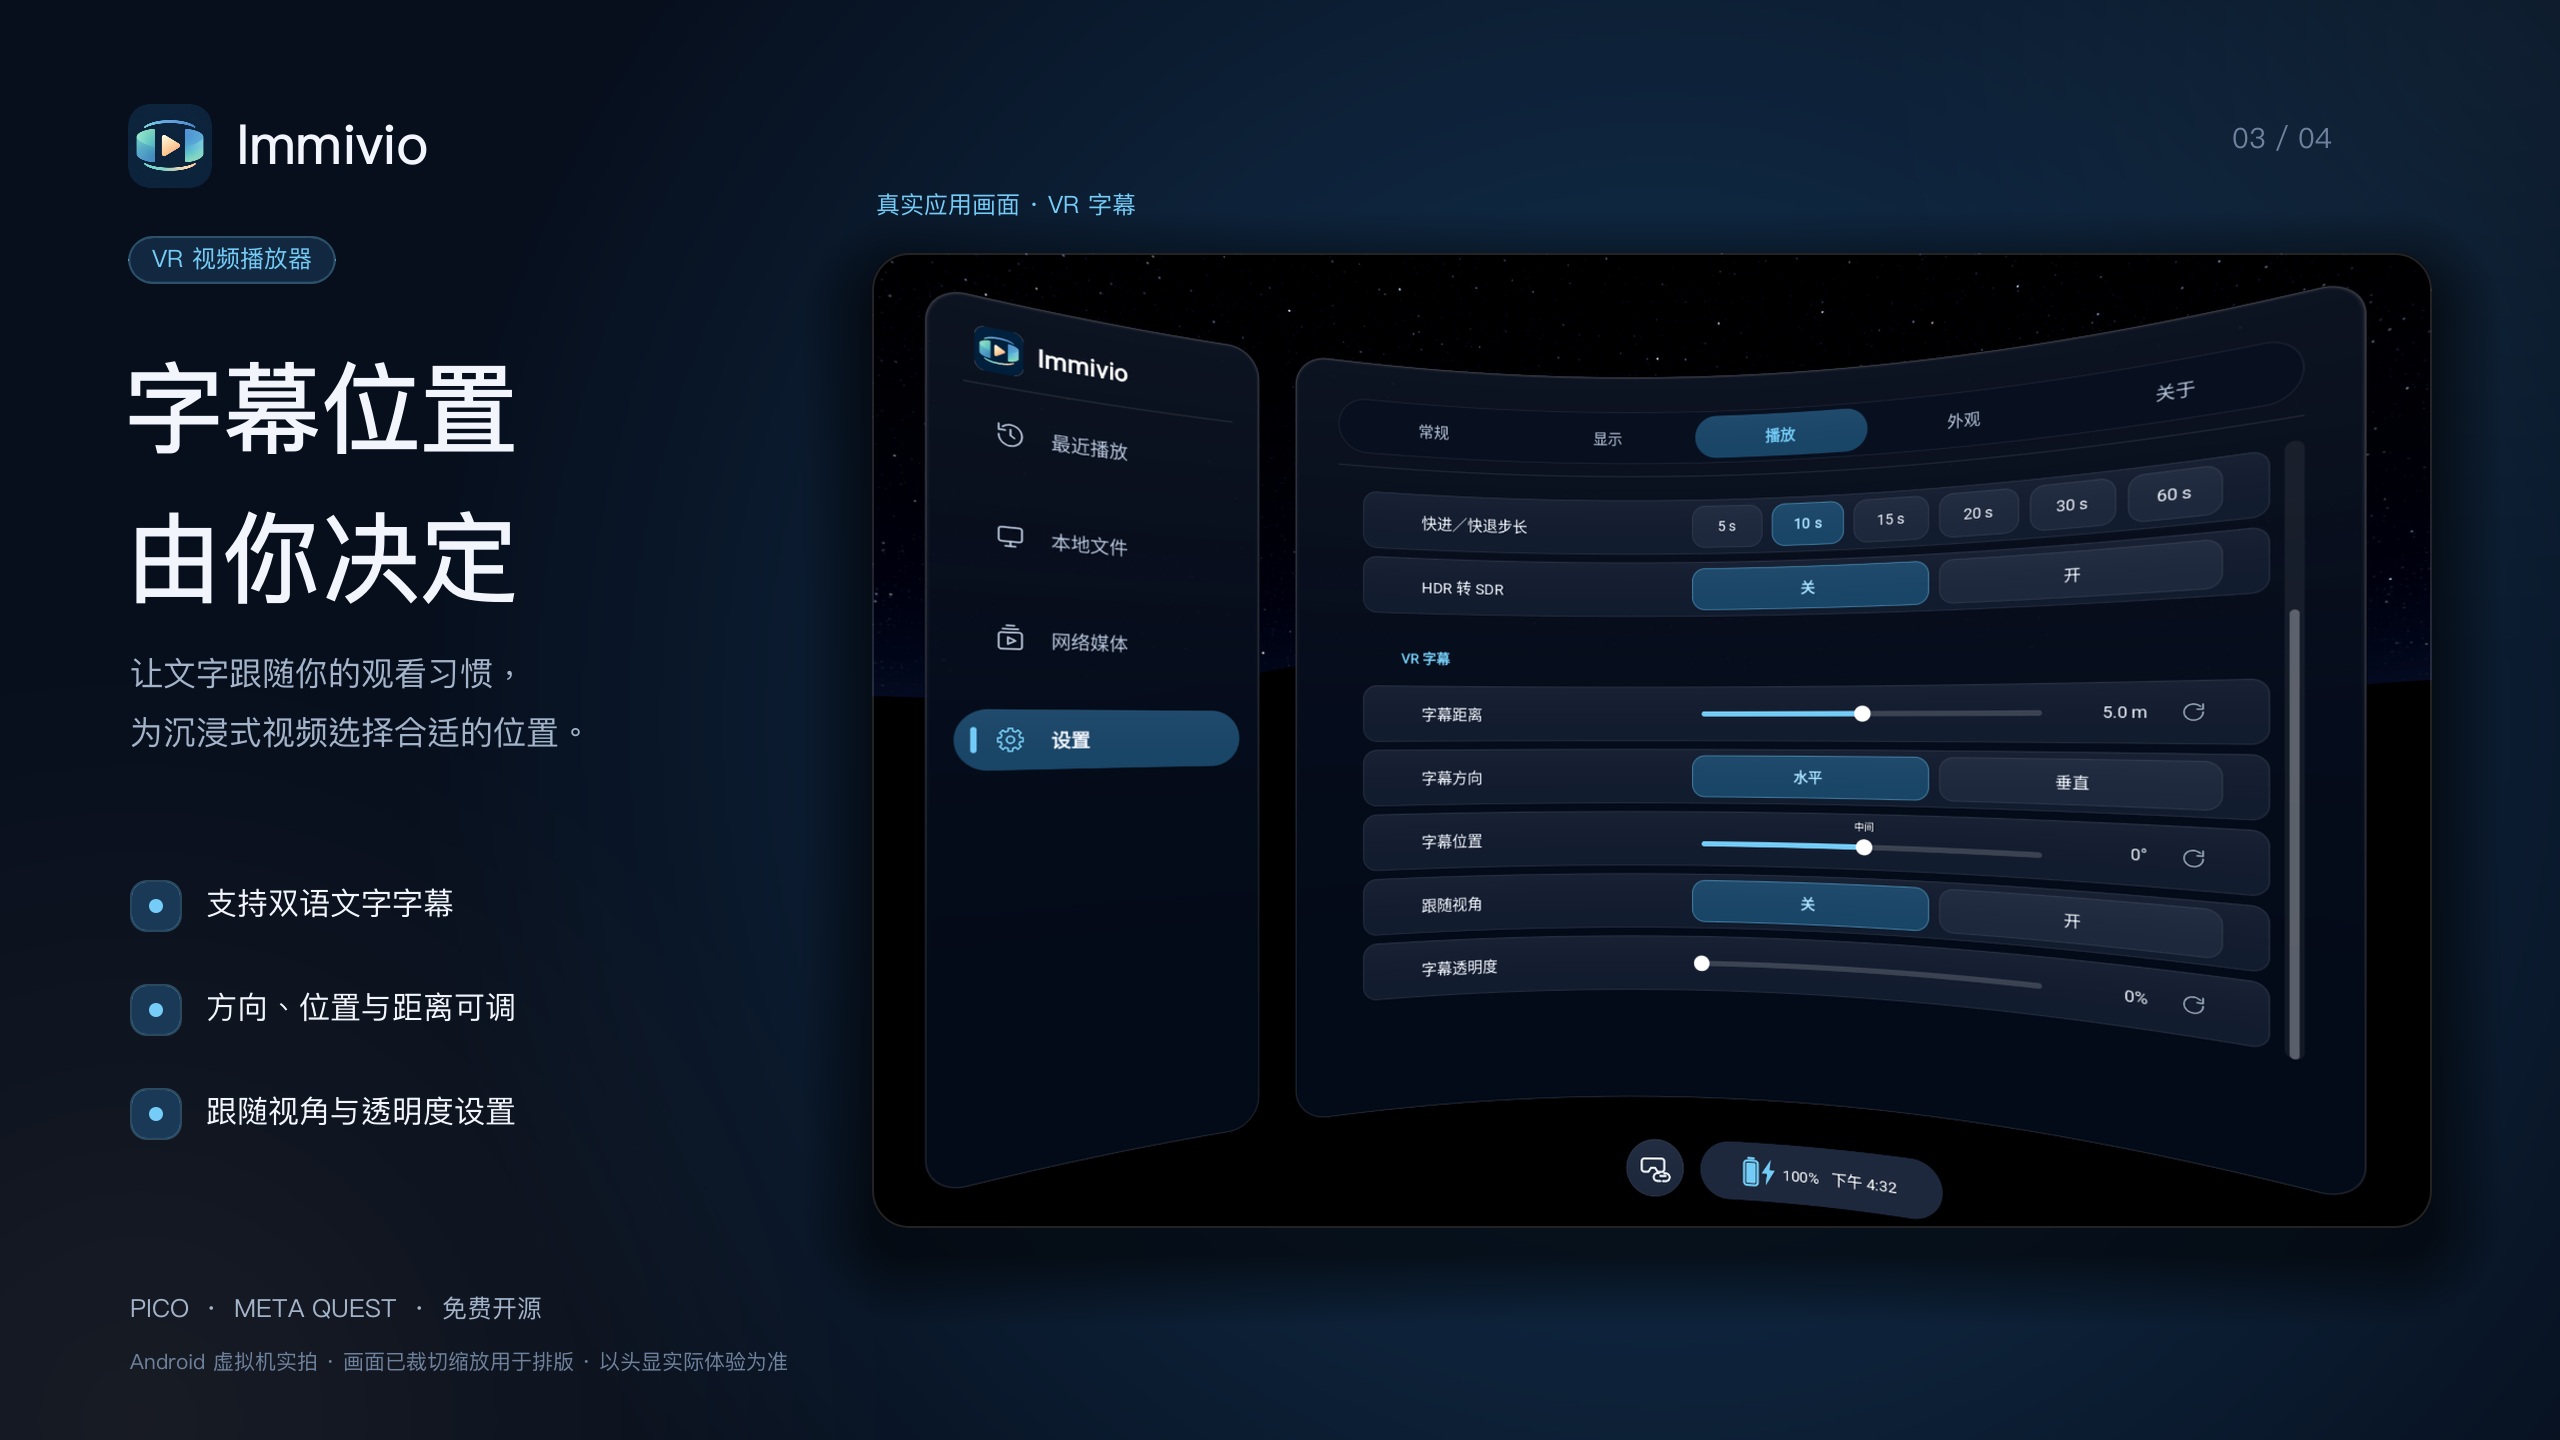 Immivio
03 / 04
VR 视频播放器
字幕位置
由你决定
让文字跟随你的观看习惯，
为沉浸式视频选择合适的位置。
支持双语文字字幕
方向、位置与距离可调
跟随视角与透明度设置
PICO · META QUEST · 免费开源
Android 虚拟机实拍 · 画面已裁切缩放用于排版 · 以头显实际体验为准
真实应用画面 · VR 字幕
Immivio
最近播放
本地文件
网络媒体
设置
常规 显示 播放 外观 关于
快进／快退步长 5 s 10 s 15 s 20 s 30 s 60 s
HDR 转 SDR 关 开
VR 字幕
字幕距离 5.0 m
字幕方向 水平 垂直
中间
字幕位置 0°
跟随视角 关 开
字幕透明度 0%
100% 下午 4:32